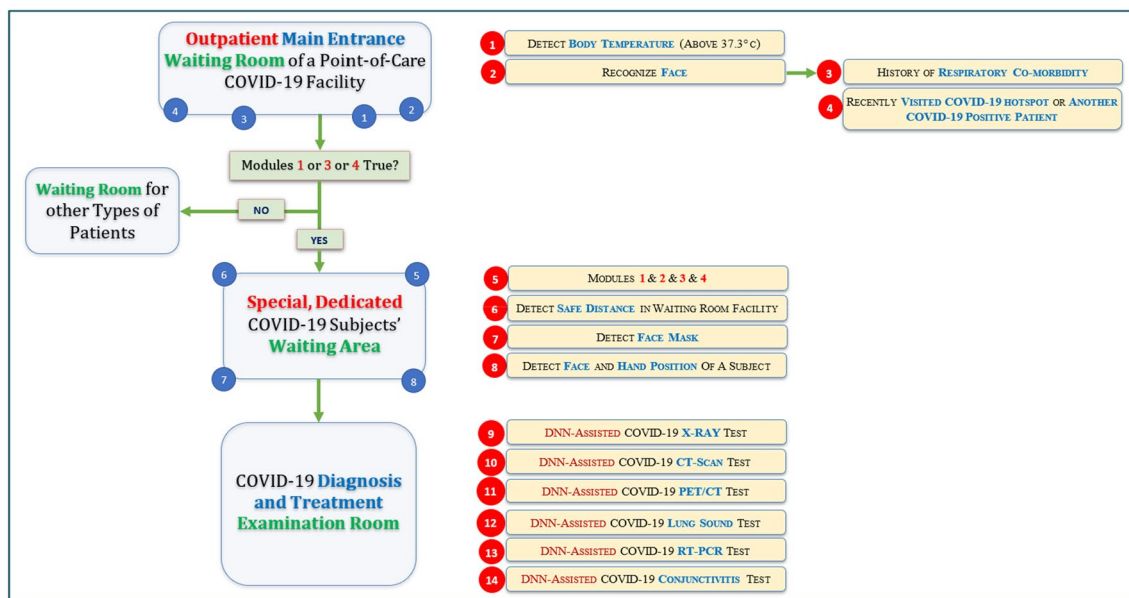 Outpatient Main Entrance
Waiting Room of a Point-of-Care
COVID-19 Facility
4
3
1
2
1
DETECT BODY TEMPERATURE (ABOVE 37.3° C)
2
RECOGNIZE FACE
3
HISTORY OF RESPIRATORY CO-MORBIDITY
4
RECENTLY VISITED COVID-19 HOTSPOT OR ANOTHER
COVID-19 POSITIVE PATIENT
Modules 1 or 3 or 4 True?
Waiting Room for
other Types of
Patients
NO
YES
6
5
Special, Dedicated
COVID-19 Subjects’
Waiting Area
7
8
5
MODULES 1 & 2 & 3 & 4
6
DETECT SAFE DISTANCE IN WAITING ROOM FACILITY
7
DETECT FACE MASK
8
DETECT FACE AND HAND POSITION OF A SUBJECT
COVID-19 Diagnosis
and Treatment
Examination Room
9
DNN-ASSISTED COVID-19 X-RAY TEST
10
DNN-ASSISTED COVID-19 CT-SCAN TEST
11
DNN-ASSISTED COVID-19 PET/CT TEST
12
DNN-ASSISTED COVID-19 LUNG SOUND TEST
13
DNN-ASSISTED COVID-19 RT-PCR TEST
14
DNN-ASSISTED COVID-19 CONJUNCTIVITIS TEST